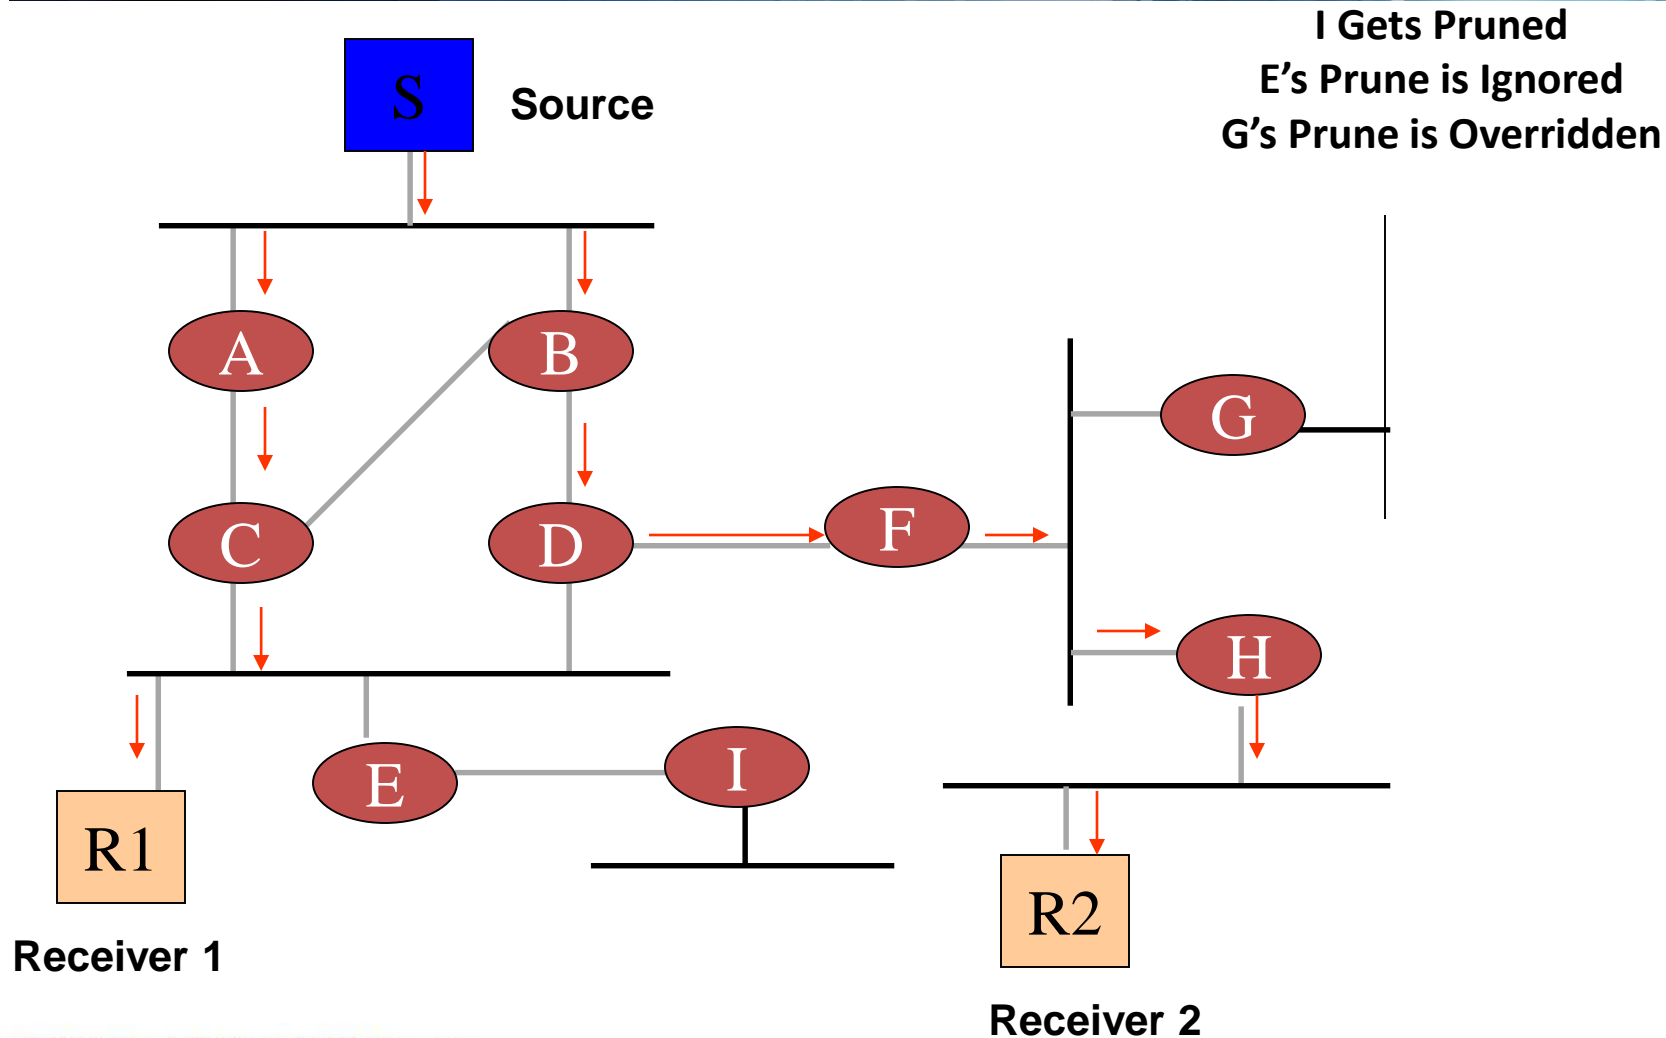 I Gets Pruned
E’s Prune is Ignored
G’s Prune is Overridden
S
Source
A
B
G
C
D
F
H
E
I
R1
R2
Receiver 1
Receiver 2